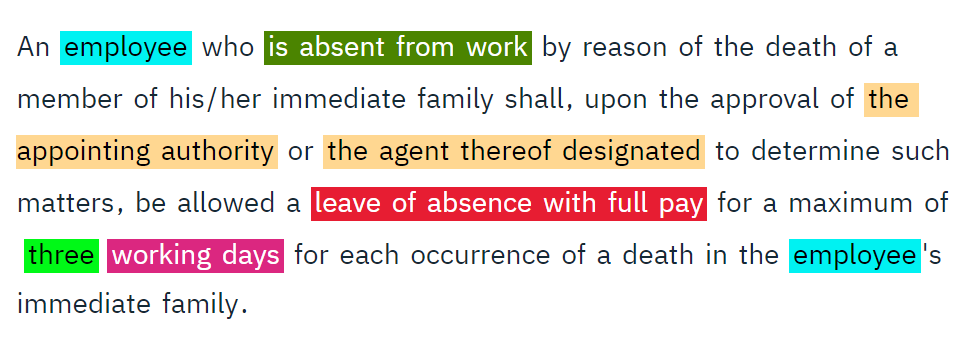 An employee who is absent from work by reason of the death of a
member of his/her immediate family shall, upon the approval of the
appointing authority or the agent thereof designated to determine such
matters, be allowed a leave of absence with full pay for a maximum of
three working days for each occurrence of a death in the employee's
immediate family.